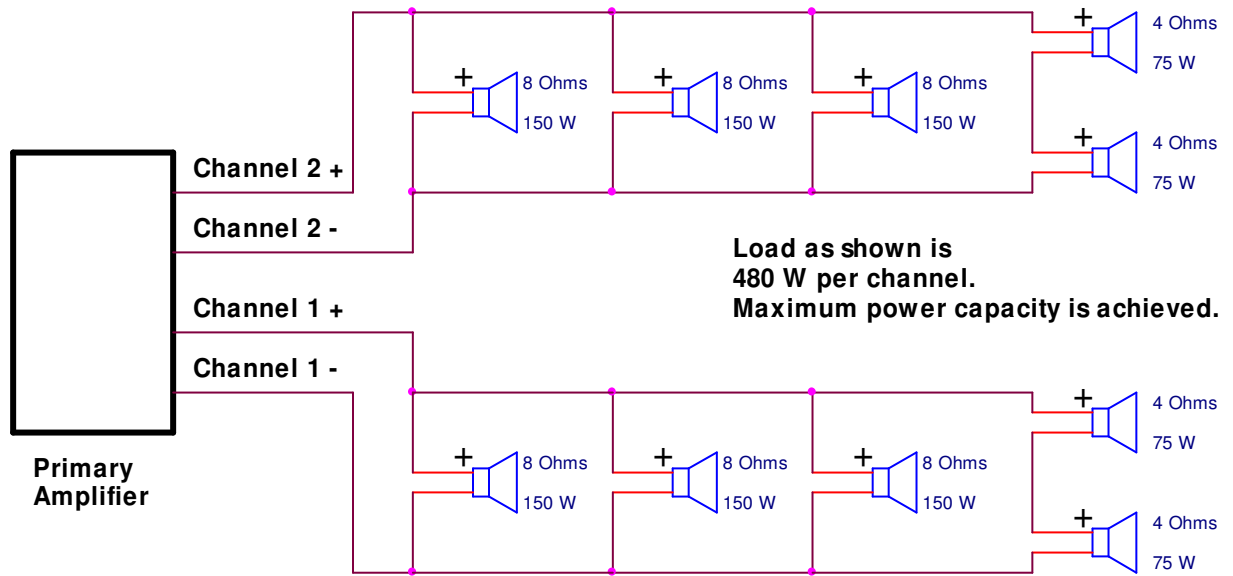 + 4 Ohms
75 W
+ 8 Ohms + 8 Ohms + 8 Ohms
150 W 150 W 150 W
+ 4 Ohms
75 W
Channel 2 +
Channel 2 -
Load as shown is
480 W per channel.
Maximum power capacity is achieved.
Channel 1 +
Channel 1 -
+ 4 Ohms
75 W
Primary
Amplifier
+ 8 Ohms + 8 Ohms + 8 Ohms
150 W 150 W 150 W
+ 4 Ohms
75 W